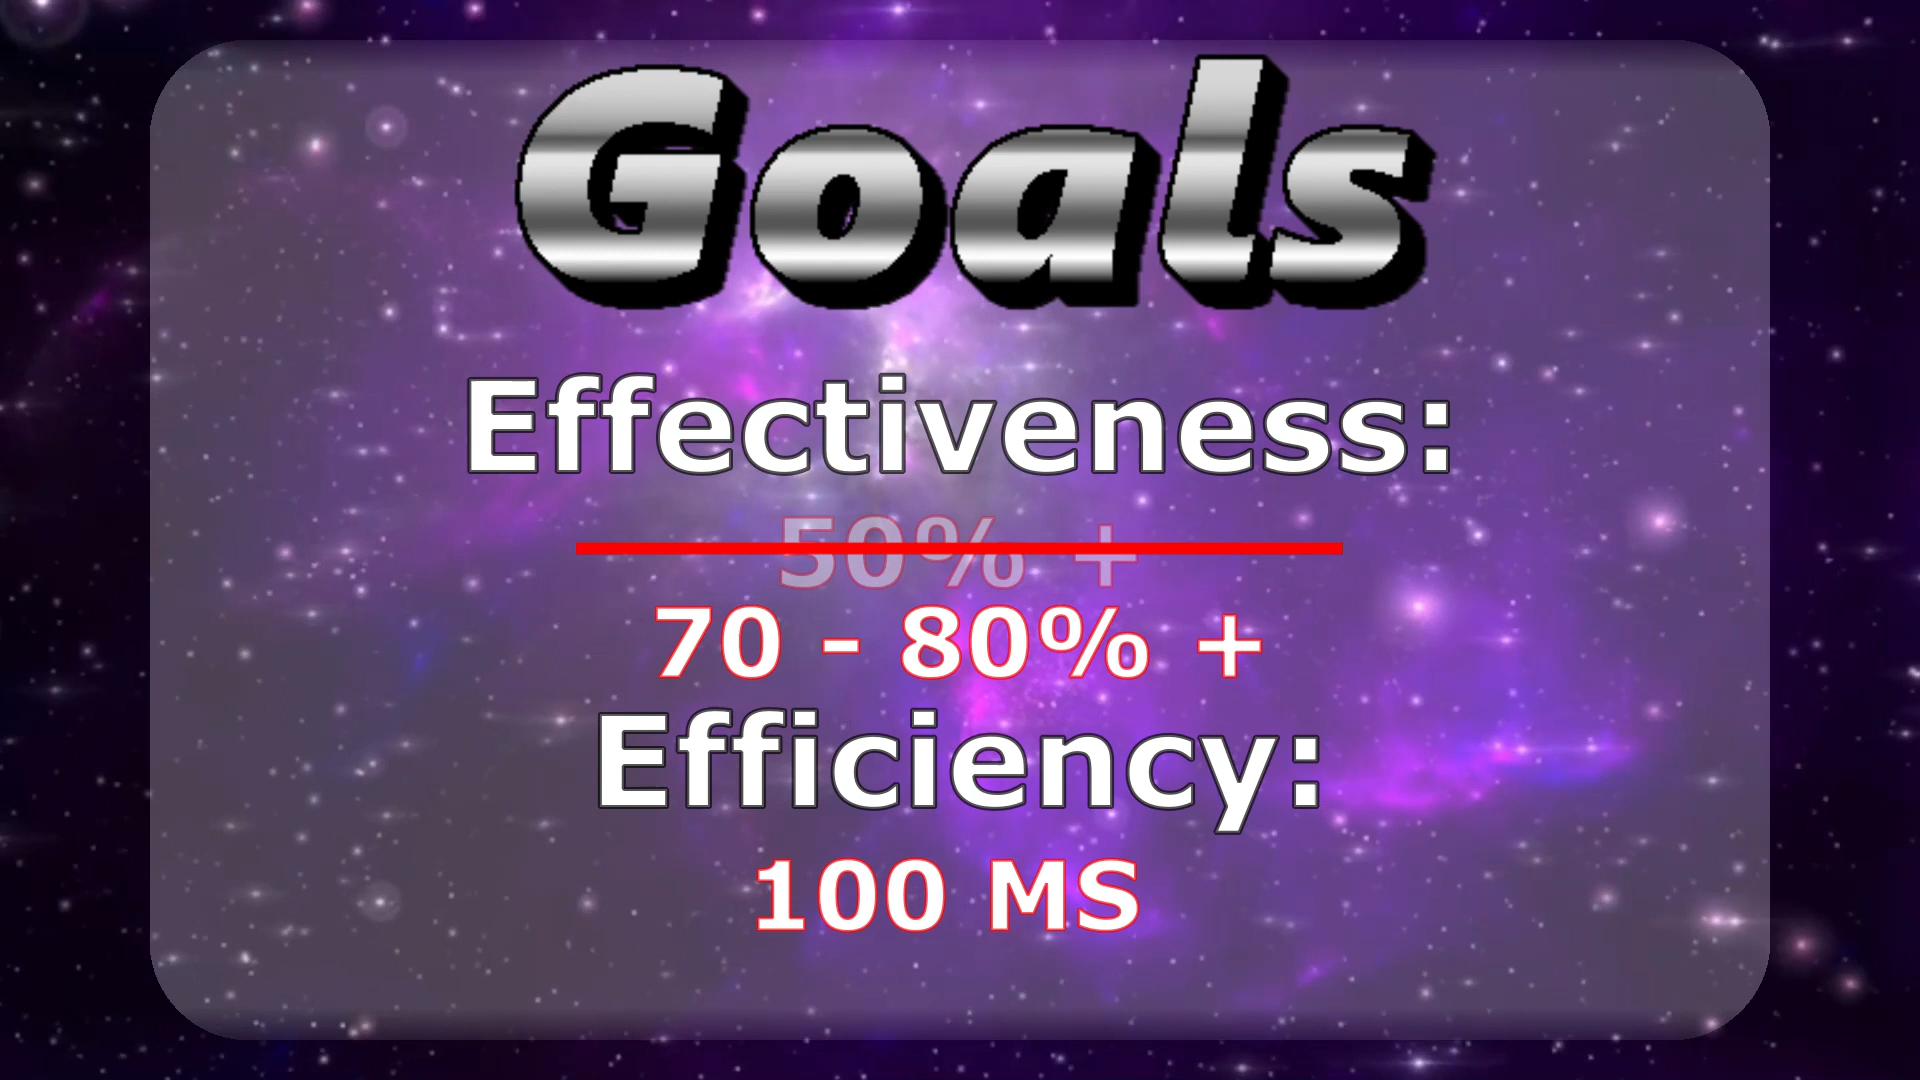 Goals
Effectiveness:
50% +
70 - 80% +
Efficiency:
100 MS